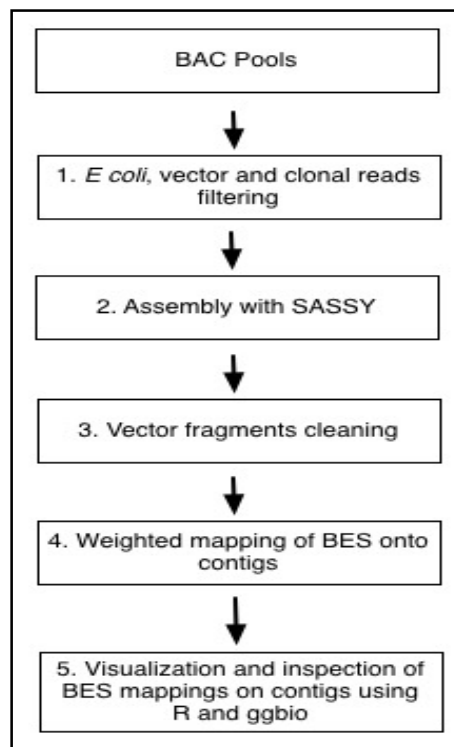 BAC Pools
1. E coli, vector and clonal reads
filtering
2. Assembly with SASSY
3. Vector fragments cleaning
4. Weighted mapping of BES onto
contigs
5. Visualization and inspection of
BES mappings on contigs using
R and ggbio